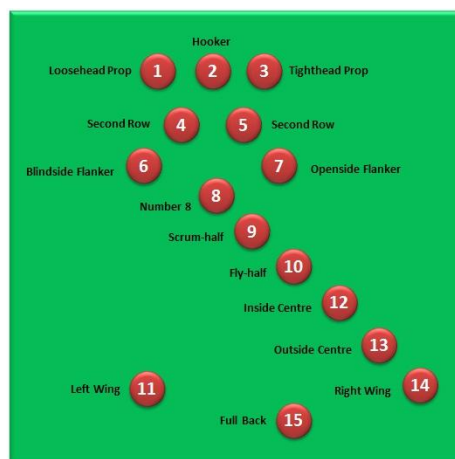 Hooker
Loosehead Prop 1 2 3 Tighthead Prop
Second Row 4 5 Second Row
Blindside Flanker 6 7 Openside Flanker
Number 8 8
Scrum-half 9
Fly-half 10
Inside Centre 12
Outside Centre 13
Left Wing 11 Right Wing 14
Full Back 15